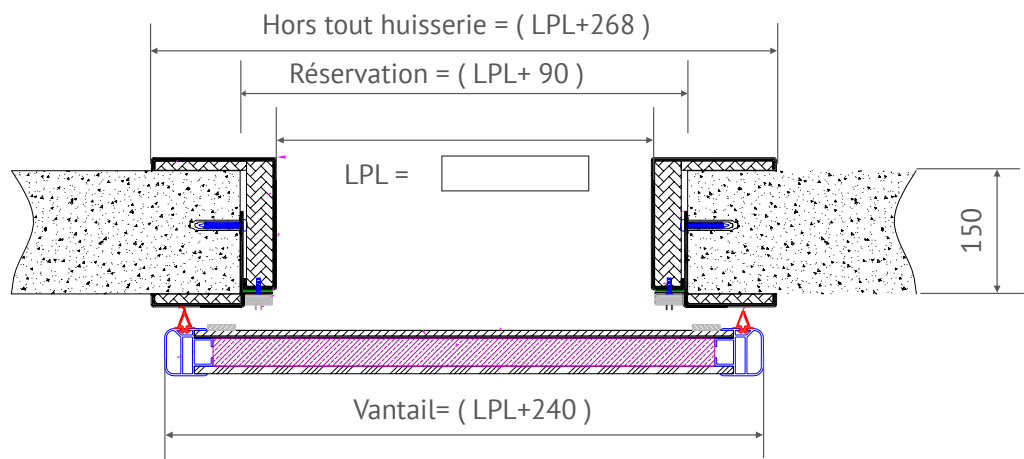 Hors tout huisserie = ( LPL+268 )
Réservation = ( LPL+ 90 )
LPL =
150
Vantail= ( LPL+240 )